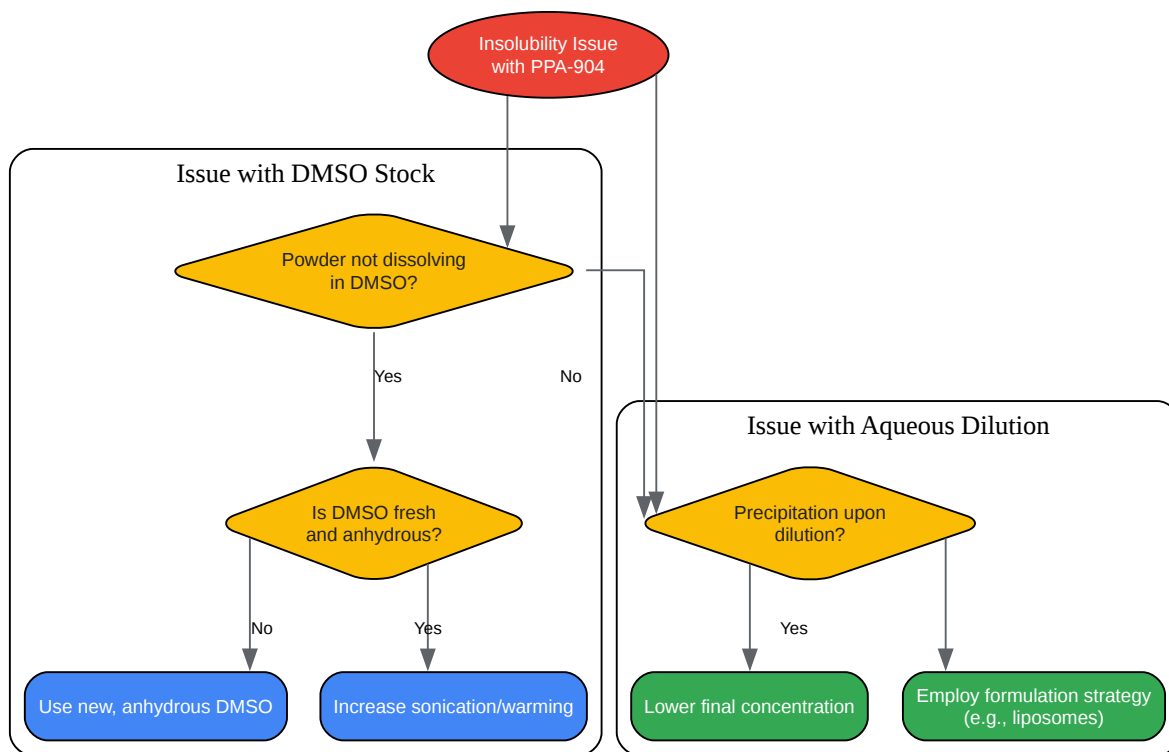 Insolubility Issue
with PPA-904
Issue with DMSO Stock
Powder not dissolving
in DMSO?
Yes
No
Issue with Aqueous Dilution
Is DMSO fresh
and anhydrous?
Precipitation upon
dilution?
No
Yes
Yes
Use new, anhydrous DMSO
Increase sonication/warming
Lower final concentration
Employ formulation strategy
(e.g., liposomes)